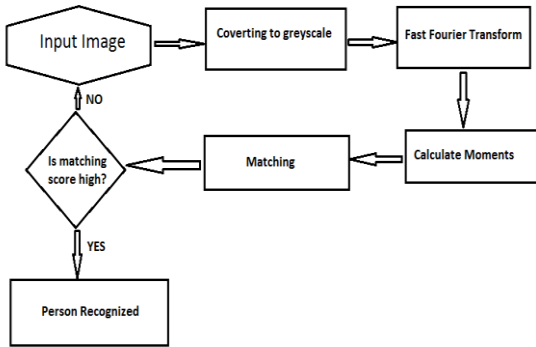 Input Image
Coverting to greyscale
Fast Fourier Transform
NO
Is matching
score high?
Matching
Calculate Moments
YES
Person Recognized